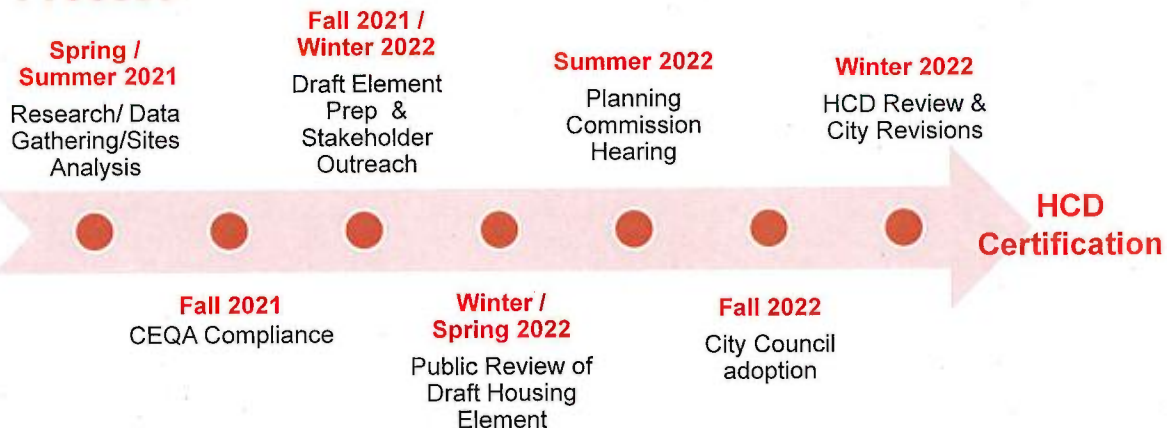 Spring /
Summer 2021
Research/ Data
Gathering/Sites
Analysis
Fall 2021
CEQA Compliance
Fall 2021 /
Winter 2022
Draft Element
Prep &
Stakeholder
Outreach
Winter /
Spring 2022
Public Review of
Draft Housing
Element
Summer 2022
Planning
Commission
Hearing
Fall 2022
City Council
adoption
Winter 2022
HCD Review &
City Revisions
HCD
Certification